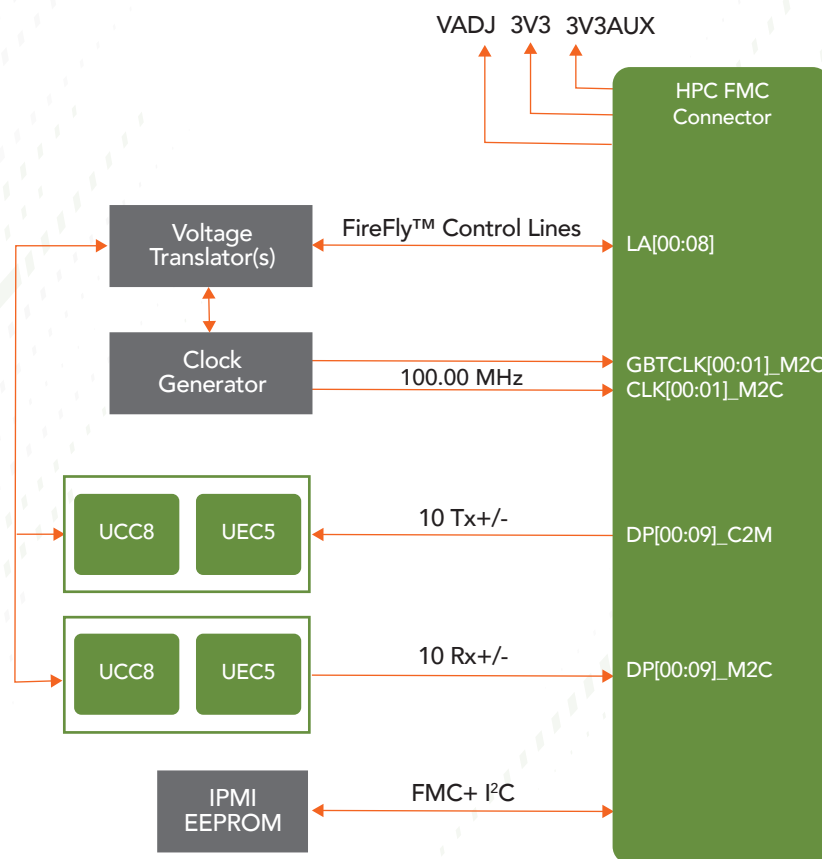 VADJ 3V3 3V3AUX
HPC FMC
Connector
Voltage
Translator(s)
FireFly™ Control Lines
LA[00:08]
Clock
Generator
100.00 MHz
GBTCLK[00:01]_M2C
CLK[00:01]_M2C
UCC8
UEC5
10 Tx+/-
DP[00:09]_C2M
UCC8
UEC5
10 Rx+/-
DP[00:09]_M2C
IPMI
EEPROM
FMC+ I²C